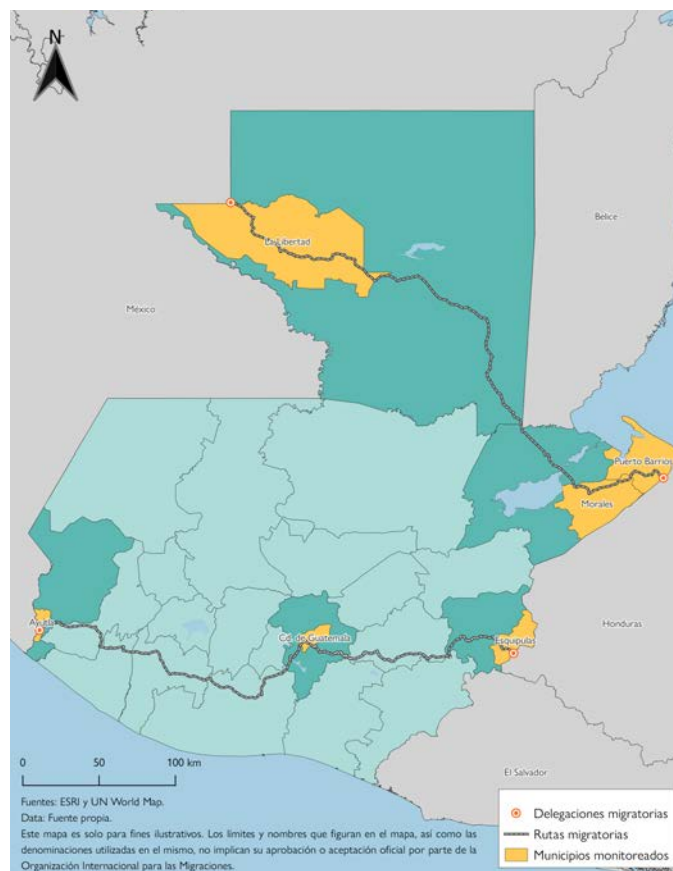 N
La Libertad
Belice
México
Puerto Barrios
Morales
Ayutla
Cd. de Guatemala
Esquipulas
Honduras
El Salvador
0 50 100 km
Fuentes: ESRI y UN World Map.
Data: Fuente propia.
Este mapa es solo para fines ilustrativos. Los límites y nombres que figuran en el mapa, así como las
denominaciones utilizadas en el mismo, no implican su aprobación o aceptación oficial por parte de la
Organización Internacional para las Migraciones.
Delegaciones migratorias
Rutas migratorias
Municipios monitoreados